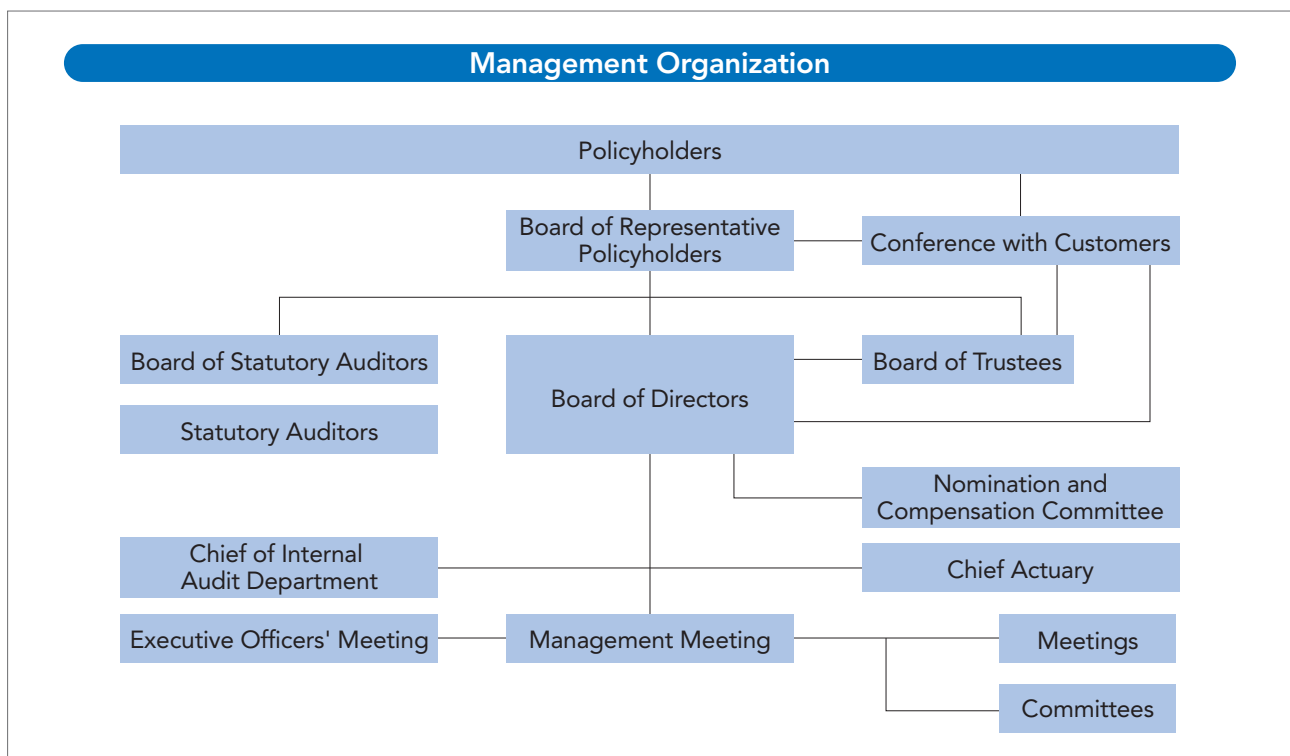 Management Organization
Policyholders
Board of Representative
Policyholders
Conference with Customers
Board of Statutory Auditors
Board of Directors
Board of Trustees
Statutory Auditors
Nomination and
Compensation Committee
Chief of Internal
Audit Department
Chief Actuary
Executive Officers' Meeting
Management Meeting
Meetings
Committees